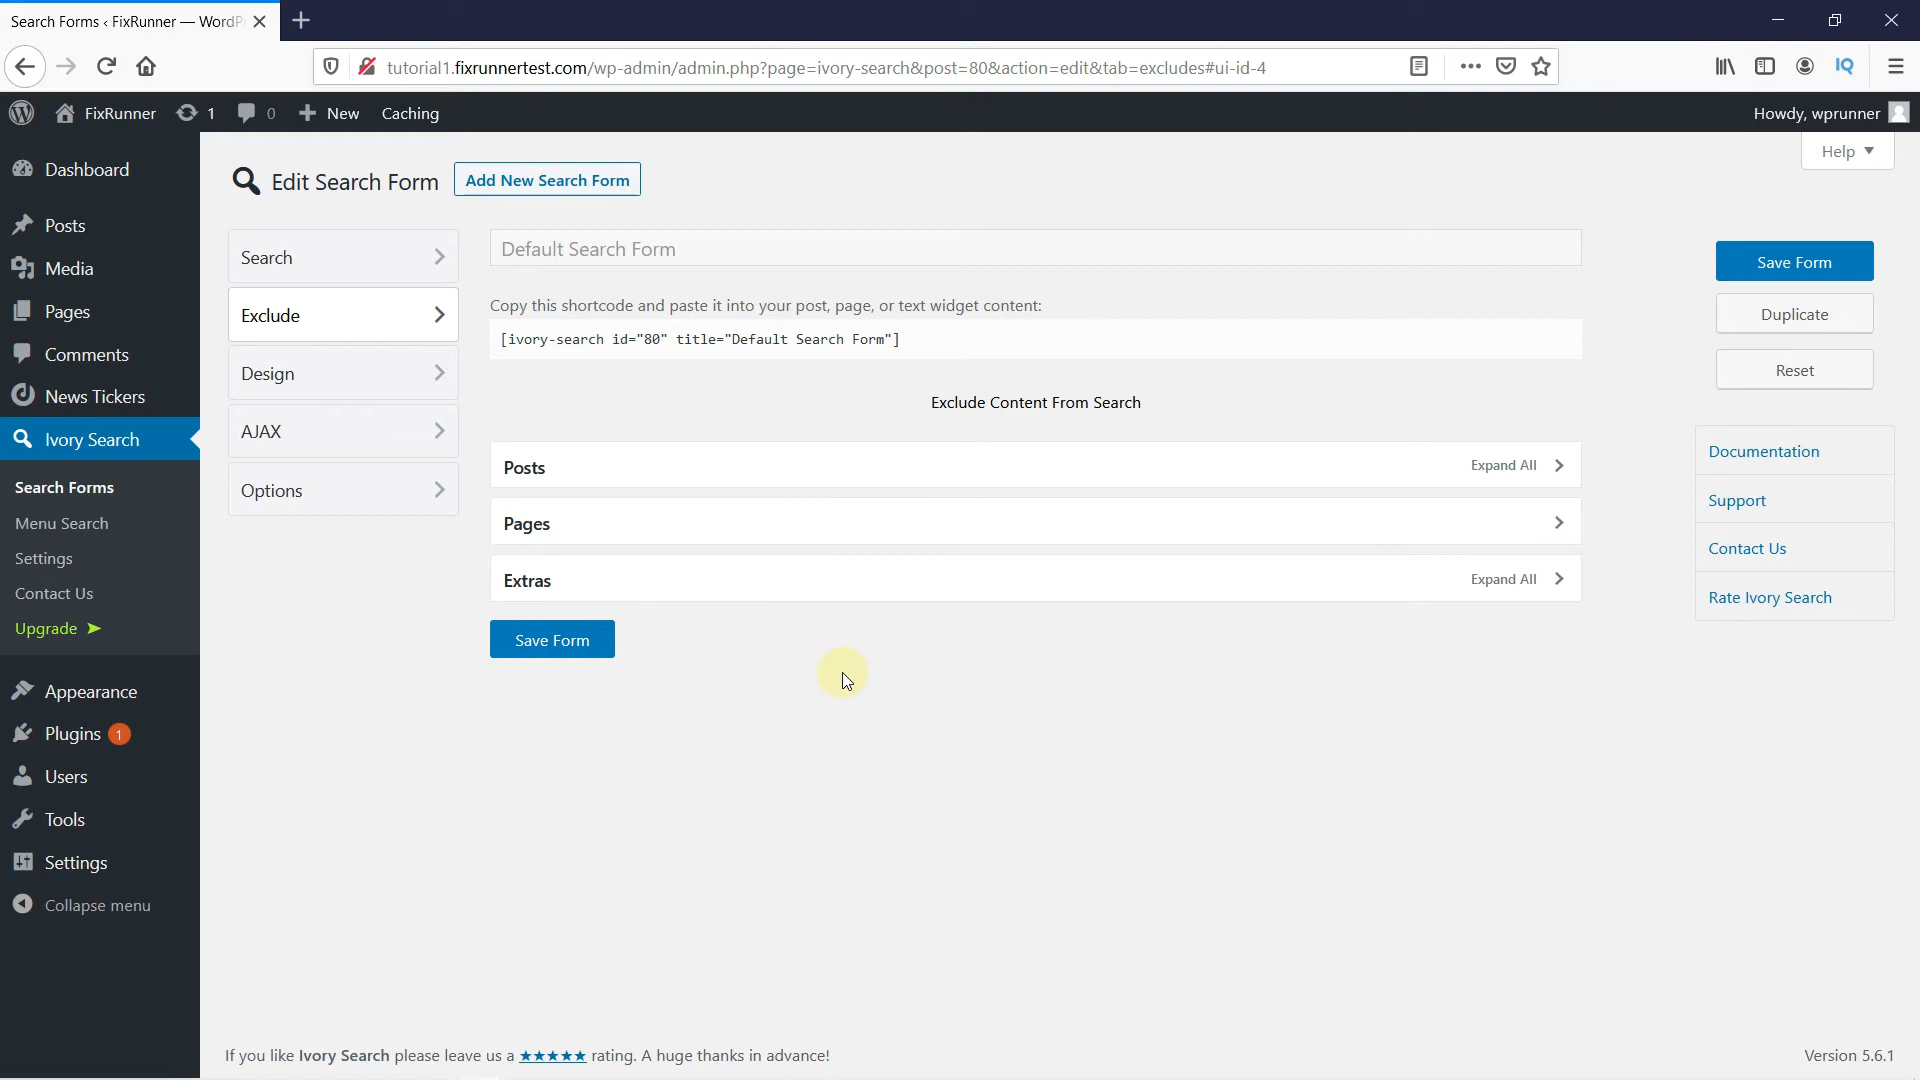 Search Forms ‹ FixRunner — WordP
tutorial1.fixrunnertest.com/wp-admin/admin.php?page=ivory-search&post=80&action=edit&tab=excludes#ui-id-4
IQ
FixRunner 1 0 New Caching Howdy, wprunner
Help
Dashboard
Posts
Media
Pages
Comments
News Tickers
Ivory Search
Search Forms
Menu Search
Settings
Contact Us
Upgrade ➤
Appearance
Plugins 1
Users
Tools
Settings
Collapse menu
Edit Search Form Add New Search Form
Search
Exclude
Design
AJAX
Options
Default Search Form
Copy this shortcode and paste it into your post, page, or text widget content:
[ivory-search id="80" title="Default Search Form"]
Exclude Content From Search
Posts Expand All
Pages
Extras Expand All
Save Form
Save Form
Duplicate
Reset
Documentation
Support
Contact Us
Rate Ivory Search
If you like Ivory Search please leave us a ★★★★★ rating. A huge thanks in advance!
Version 5.6.1